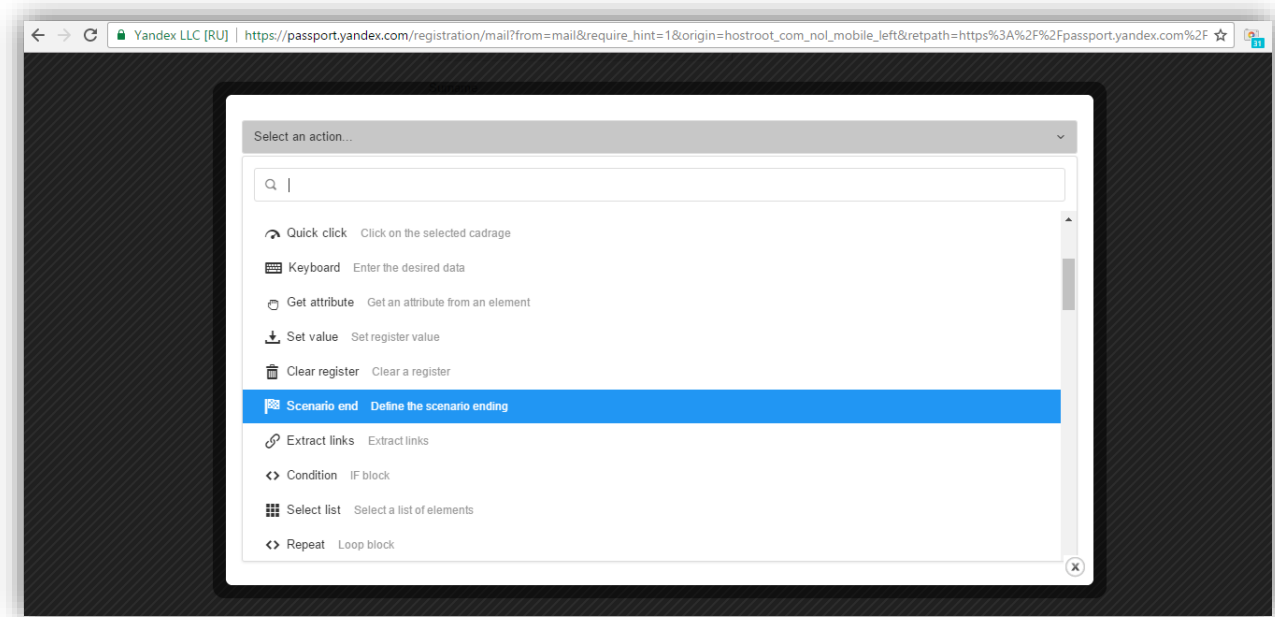 Yandex LLC [RU] | https://passport.yandex.com/registration/mail?from=mail&require_hint=1&origin=hostroot_com_nol_mobile_left&retpath=https%3A%2F%2Fpassport.yandex.com%2F
31
Select an action...
Quick click Click on the selected cadrage
Keyboard Enter the desired data
Get attribute Get an attribute from an element
Set value Set register value
Clear register Clear a register
Scenario end Define the scenario ending
Extract links Extract links
Condition IF block
Select list Select a list of elements
Repeat Loop block
x